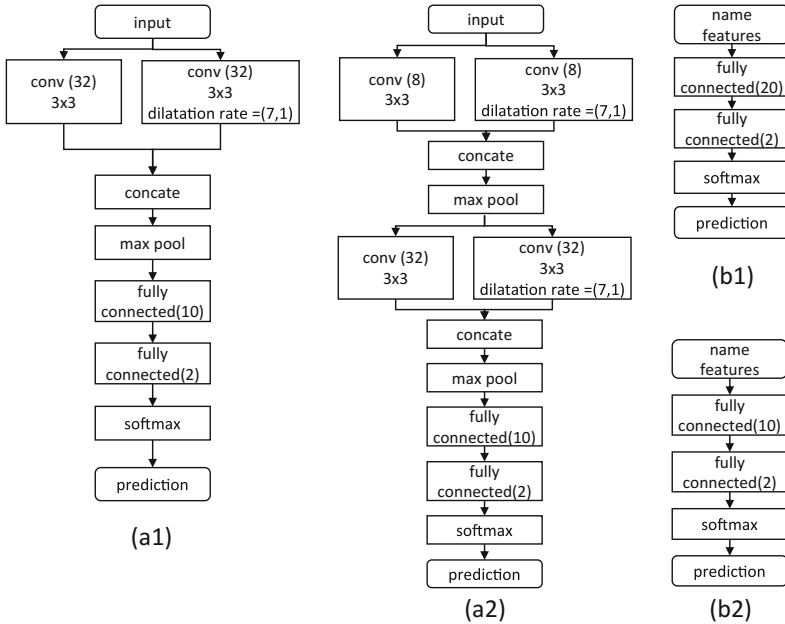 input
conv (32)
3x3
conv (32)
3x3
dilatation rate =(7,1)
concate
max pool
fully
connected(10)
fully
connected(2)
softmax
prediction
(a1)
input
conv (8)
3x3
conv (8)
3x3
dilatation rate =(7,1)
concate
max pool
conv (32)
3x3
conv (32)
3x3
dilatation rate =(7,1)
concate
max pool
fully
connected(10)
fully
connected(2)
softmax
prediction
(a2)
name
features
fully
connected(20)
fully
connected(2)
softmax
prediction
(b1)
name
features
fully
connected(10)
fully
connected(2)
softmax
prediction
(b2)